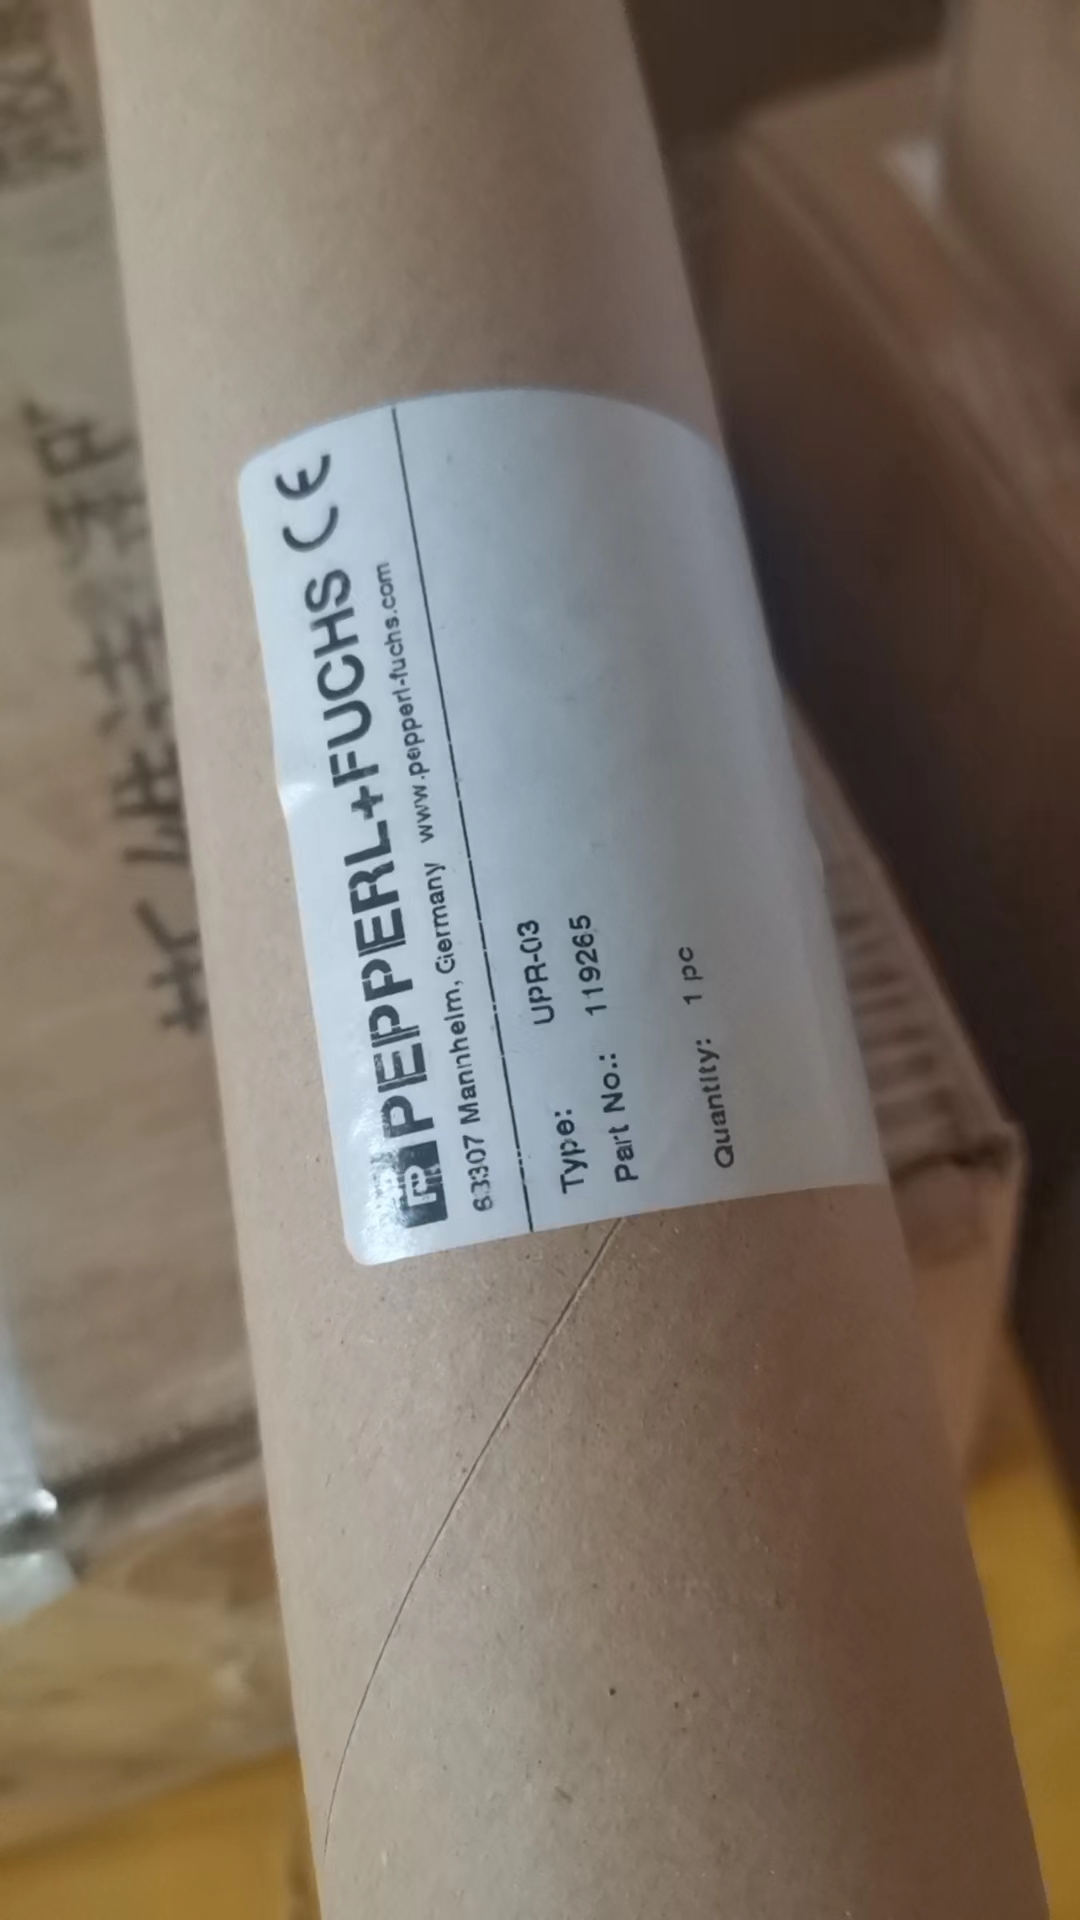 PEPPERL+FUCHS CE
68307 Mannheim, Germany www.pepperl-fuchs.com
Type: UPR-03
Part No.: 119265
Quantity: 1 pc